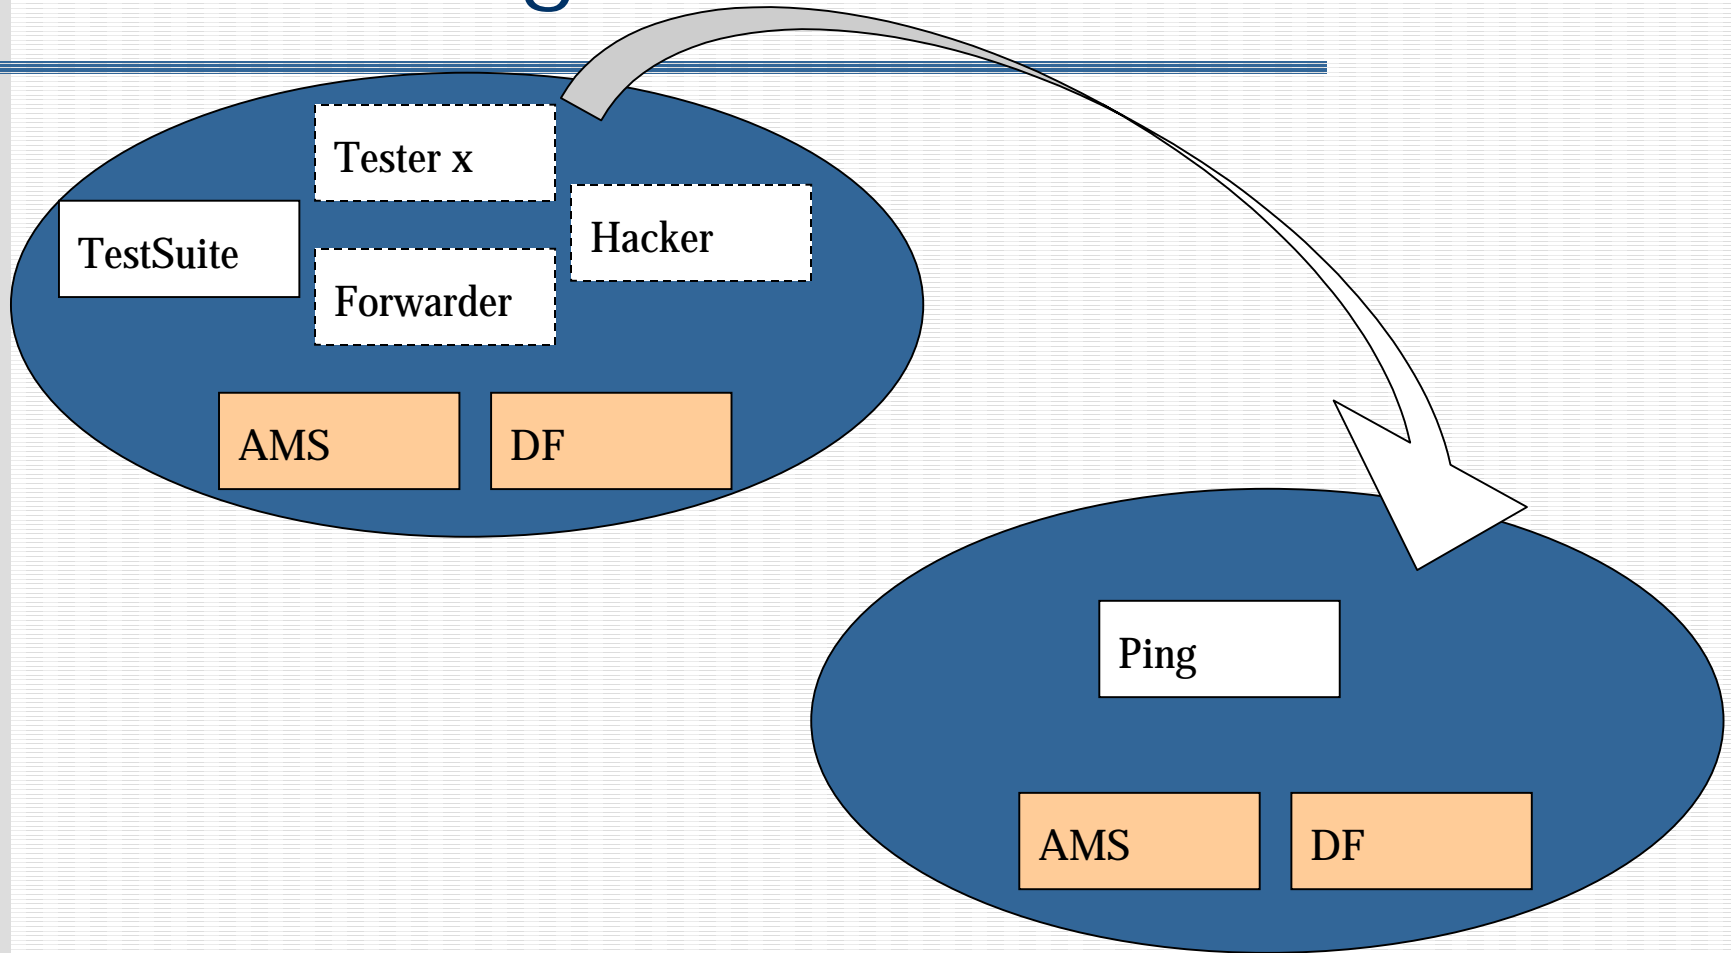 Tester x
Hacker
TestSuite
Forwarder
AMS
DF
Ping
AMS
DF